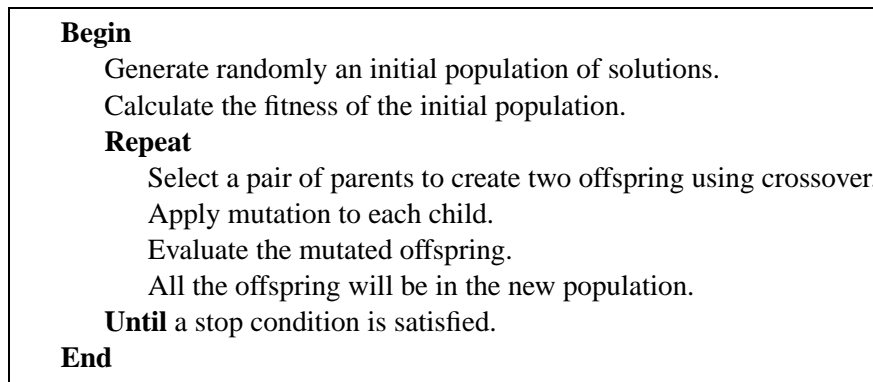 Begin
Generate randomly an initial population of solutions.
Calculate the fitness of the initial population.
Repeat
Select a pair of parents to create two offspring using crossover.
Apply mutation to each child.
Evaluate the mutated offspring.
All the offspring will be in the new population.
Until a stop condition is satisfied.
End